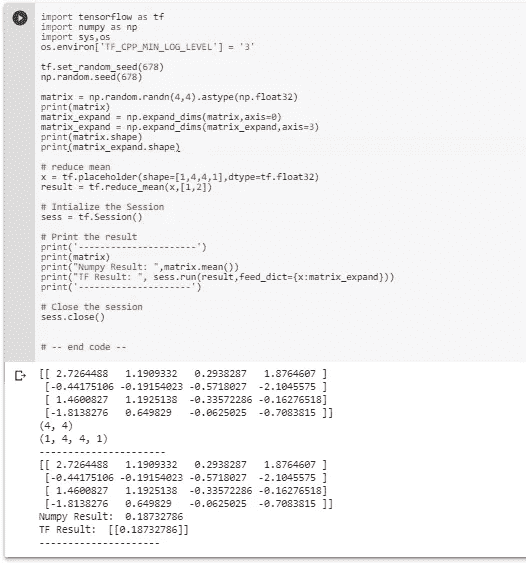 import tensorflow as tf
import numpy as np
import sys,os
os.environ['TF_CPP_MIN_LOG_LEVEL'] = '3'
tf.set_random_seed(678)
np.random.seed(678)
matrix = np.random.randn(4,4).astype(np.float32)
print(matrix)
matrix_expand = np.expand_dims(matrix,axis=0)
matrix_expand = np.expand_dims(matrix_expand,axis=3)
print(matrix.shape)
print(matrix_expand.shape)
# reduce mean
x = tf.placeholder(shape=[1,4,4,1],dtype=tf.float32)
result = tf.reduce_mean(x,[1,2])
# Intialize the Session
sess = tf.Session()
# Print the result
print('----------------------')
print(matrix)
print("Numpy Result: ",matrix.mean())
print("TF Result: ", sess.run(result,feed_dict={x:matrix_expand}))
print('---------------------')
# Close the session
sess.close()
# -- end code --
[[ 2.7264488 1.1909332 0.2938287 1.8764607 ]
[-0.44175106 -0.19154023 -0.5718027 -2.1045575 ]
[ 1.4600827 1.1925138 -0.33572286 -0.16276518]
[-1.8138276 0.649829 -0.0625025 -0.7083815 ]]
(4, 4)
(1, 4, 4, 1)
----------------------
[[ 2.7264488 1.1909332 0.2938287 1.8764607 ]
[-0.44175106 -0.19154023 -0.5718027 -2.1045575 ]
[ 1.4600827 1.1925138 -0.33572286 -0.16276518]
[-1.8138276 0.649829 -0.0625025 -0.7083815 ]]
Numpy Result: 0.18732786
TF Result: [[0.18732786]]
---------------------